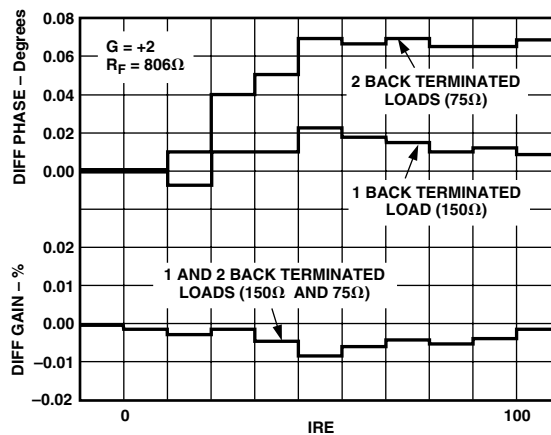 DIFF PHASE – Degrees
0.08
0.06
0.04
0.02
0.00
G = +2
RF = 806Ω
2 BACK TERMINATED
LOADS (75Ω)
1 BACK TERMINATED
LOAD (150Ω)
DIFF GAIN – %
0.02
0.01
0.00
–0.01
–0.02
1 AND 2 BACK TERMINATED
LOADS (150Ω AND 75Ω)
0
IRE
100